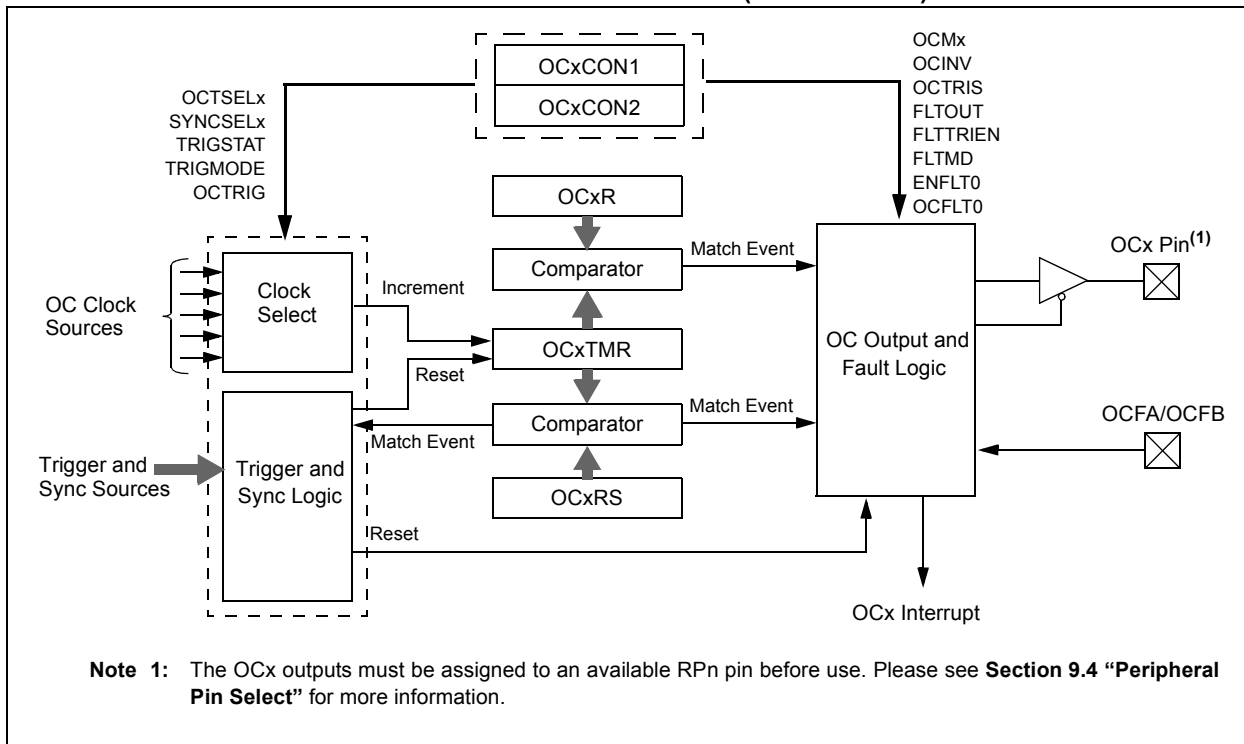 OCxCON1
OCxCON2
OCMx
OCINV
OCTRIS
FLTOUT
FLTTRIEN
FLTMD
ENFLT0
OCFLT0
OCTSELx
SYNCSELx
TRIGSTAT
TRIGMODE
OCTRIG
OCxR
Comparator
Match Event
OCx Pin(1)
OC Clock
Sources
Clock
Select
Increment
OCxTMR
Reset
OC Output and
Fault Logic
Match Event
Comparator
Match Event
OCFA/OCFB
Trigger and
Sync Sources
Trigger and
Sync Logic
OCxRS
Reset
OCx Interrupt
Note 1: The OCx outputs must be assigned to an available RPn pin before use. Please see Section 9.4 “Peripheral
Pin Select” for more information.